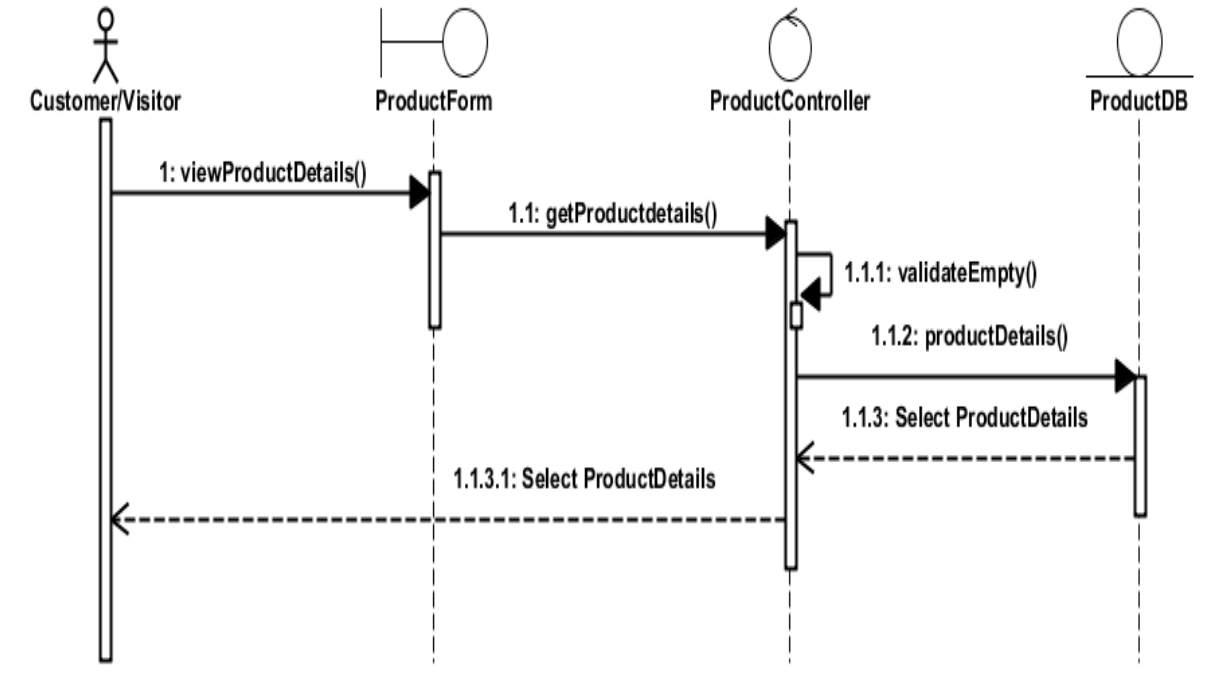 Customer/Visitor
ProductForm
ProductController
ProductDB
1: viewProductDetails()
1.1: getProductdetails()
1.1.1: validateEmpty()
1.1.2: productDetails()
1.1.3: Select ProductDetails
1.1.3.1: Select ProductDetails